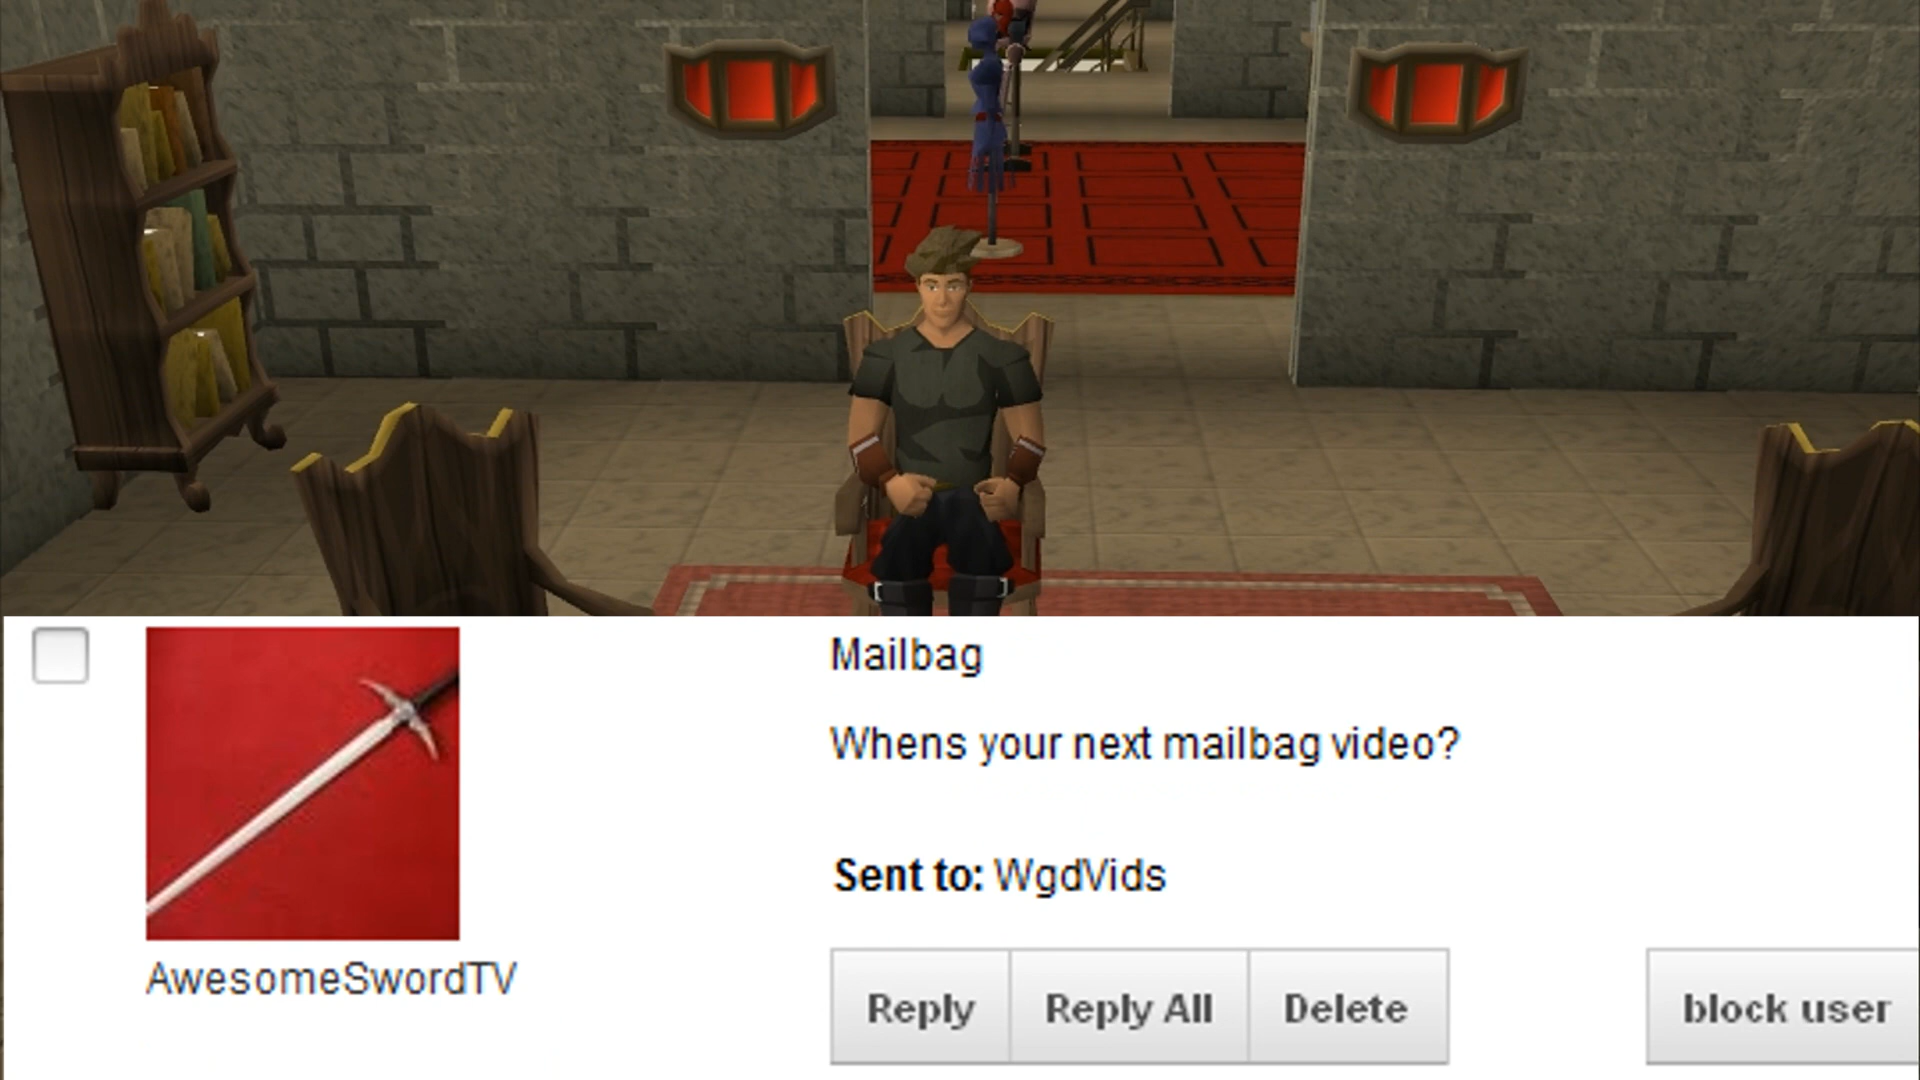 Mailbag
Whens your next mailbag video?
Sent to: WgdVids
AwesomeSwordTV
Reply
Reply All
Delete
block user